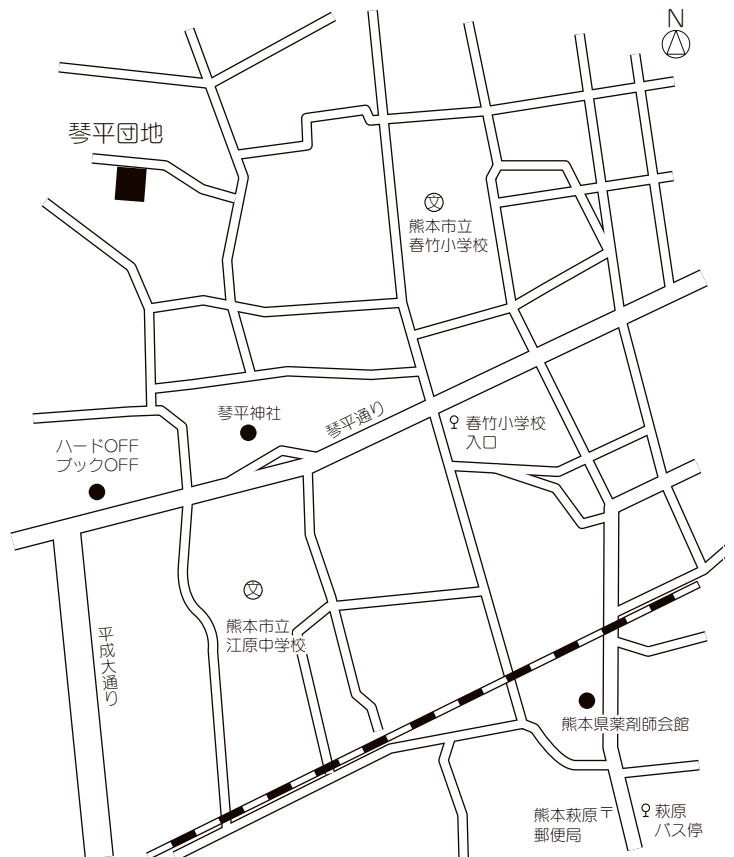 N
琴平団地
文
熊本市立
春竹小学校
琴平神社
琴平通り
春竹小学校
入口
ハードOFF
ブックOFF
文
熊本市立
江原中学校
平成大通り
熊本県薬剤師会館
熊本萩原〒
郵便局
萩原
バス停